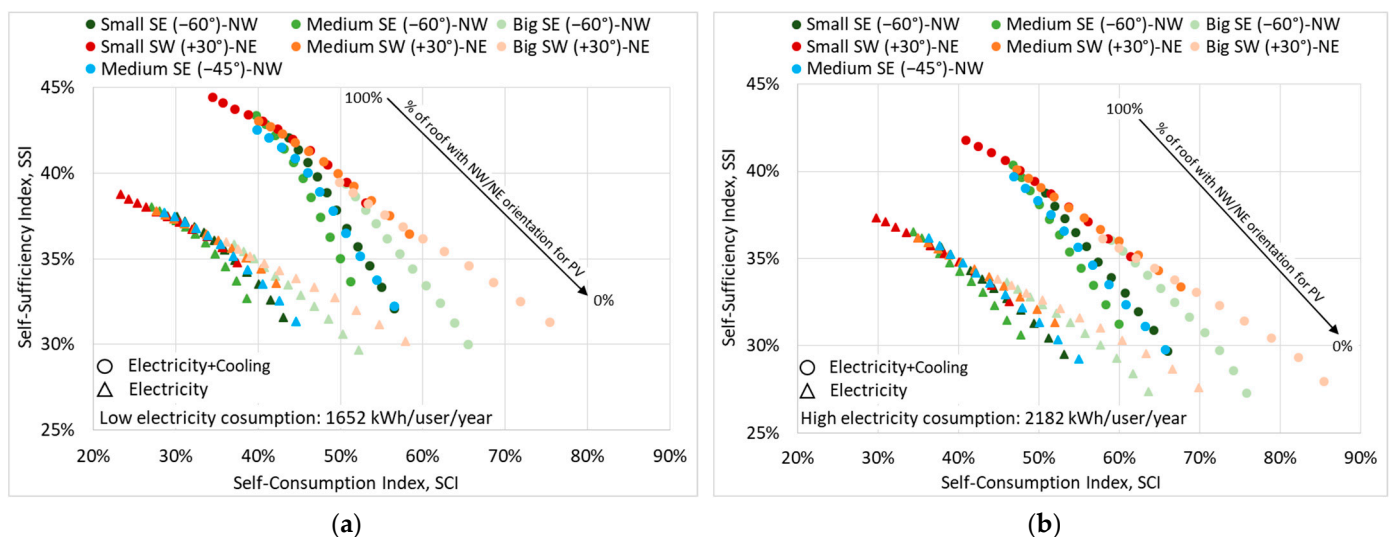 Small SE (−60°)-NW Medium SE (−60°)-NW Big SE (−60°)-NW
Small SW (+30°)-NE Medium SW (+30°)-NE Big SW (+30°)-NE
Medium SE (−45°)-NW
45%
40%
35%
30%
25%
Self-Sufficiency Index, SSI
100%
% of roof with NW/NE orientation for PV
0%
Electricity+Cooling
Electricity
Low electricity cosumption: 1652 kWh/user/year
20% 30% 40% 50% 60% 70% 80% 90%
Self-Consumption Index, SCI
(a)
Small SE (−60°)-NW Medium SE (−60°)-NW Big SE (−60°)-NW
Small SW (+30°)-NE Medium SW (+30°)-NE Big SW (+30°)-NE
Medium SE (−45°)-NW
45%
40%
35%
30%
25%
Self-Sufficiency Index, SSI
100%
% of roof with NW/NE orientation for PV
0%
Electricity+Cooling
Electricity
High electricity cosumption: 2182 kWh/user/year
20% 30% 40% 50% 60% 70% 80% 90%
Self-Consumption Index, SCI
(b)